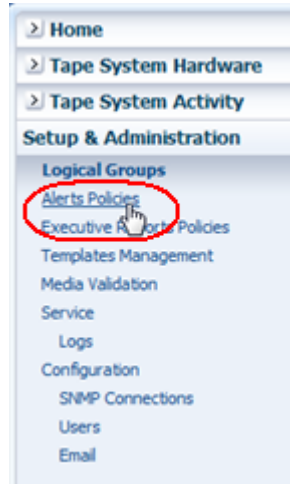 Home
Tape System Hardware
Tape System Activity
Setup & Administration
Logical Groups
Alerts Policies
Executive Reports Policies
Templates Management
Media Validation
Service
Logs
Configuration
SNMP Connections
Users
Email